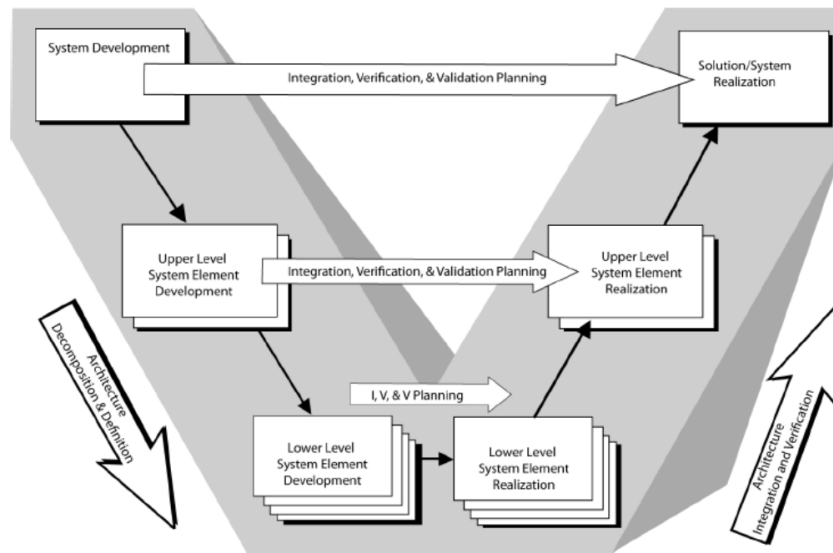 System Development
Integration, Verification, & Validation Planning
Solution/System
Realization
Upper Level
System Element
Development
Integration, Verification, & Validation Planning
Upper Level
System Element
Realization
Architecture
Decomposition & Definition
I, V, & V Planning
Lower Level
System Element
Development
Lower Level
System Element
Realization
Architecture
Integration and Verification